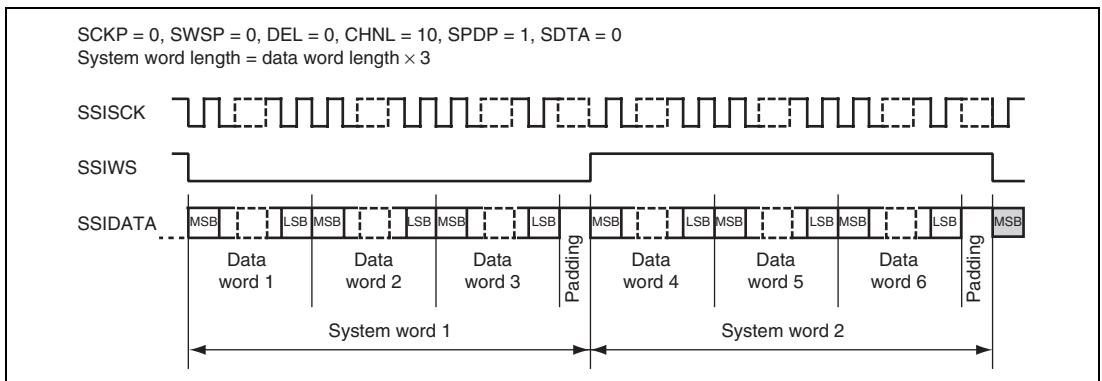 SCKP = 0, SWSP = 0, DEL = 0, CHNL = 10, SPDP = 1, SDTA = 0
System word length = data word length × 3
SSISCK
SSIWS
SSIDATA
MSB LSB MSB LSB MSB LSB MSB LSB MSB LSB MSB LSB MSB
Data word 1
Data word 2
Data word 3
Padding
Data word 4
Data word 5
Data word 6
Padding
System word 1
System word 2